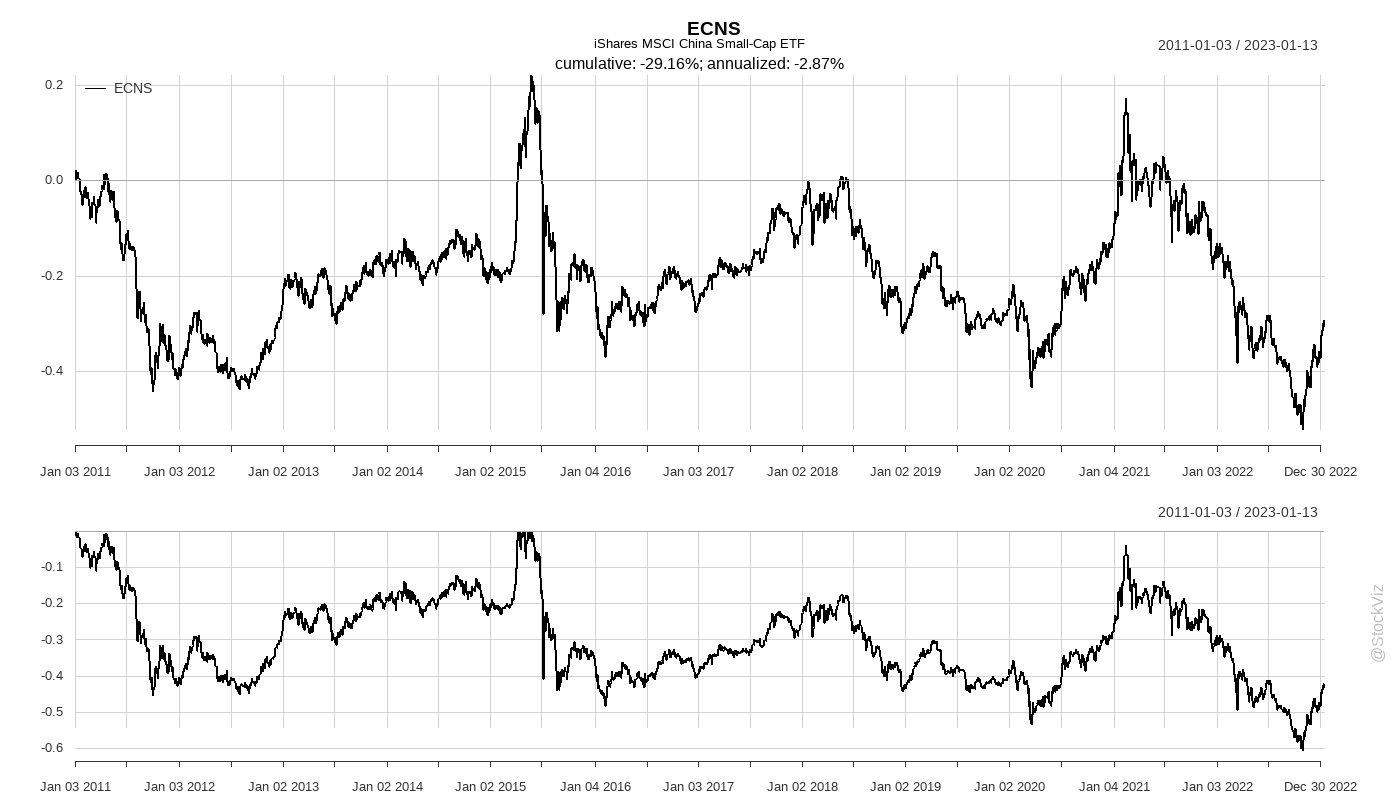 ECNS
iShares MSCI China Small-Cap ETF
cumulative: -29.16%; annualized: -2.87%
2011-01-03 / 2023-01-13
ECNS
0.2
0.0
-0.2
-0.4
Jan 03 2011 Jan 03 2012 Jan 02 2013 Jan 02 2014 Jan 02 2015 Jan 04 2016 Jan 03 2017 Jan 02 2018 Jan 02 2019 Jan 02 2020 Jan 04 2021 Jan 03 2022 Dec 30 2022
2011-01-03 / 2023-01-13
-0.1
-0.2
-0.3
-0.4
-0.5
-0.6
Jan 03 2011 Jan 03 2012 Jan 02 2013 Jan 02 2014 Jan 02 2015 Jan 04 2016 Jan 03 2017 Jan 02 2018 Jan 02 2019 Jan 02 2020 Jan 04 2021 Jan 03 2022 Dec 30 2022
@StockViz